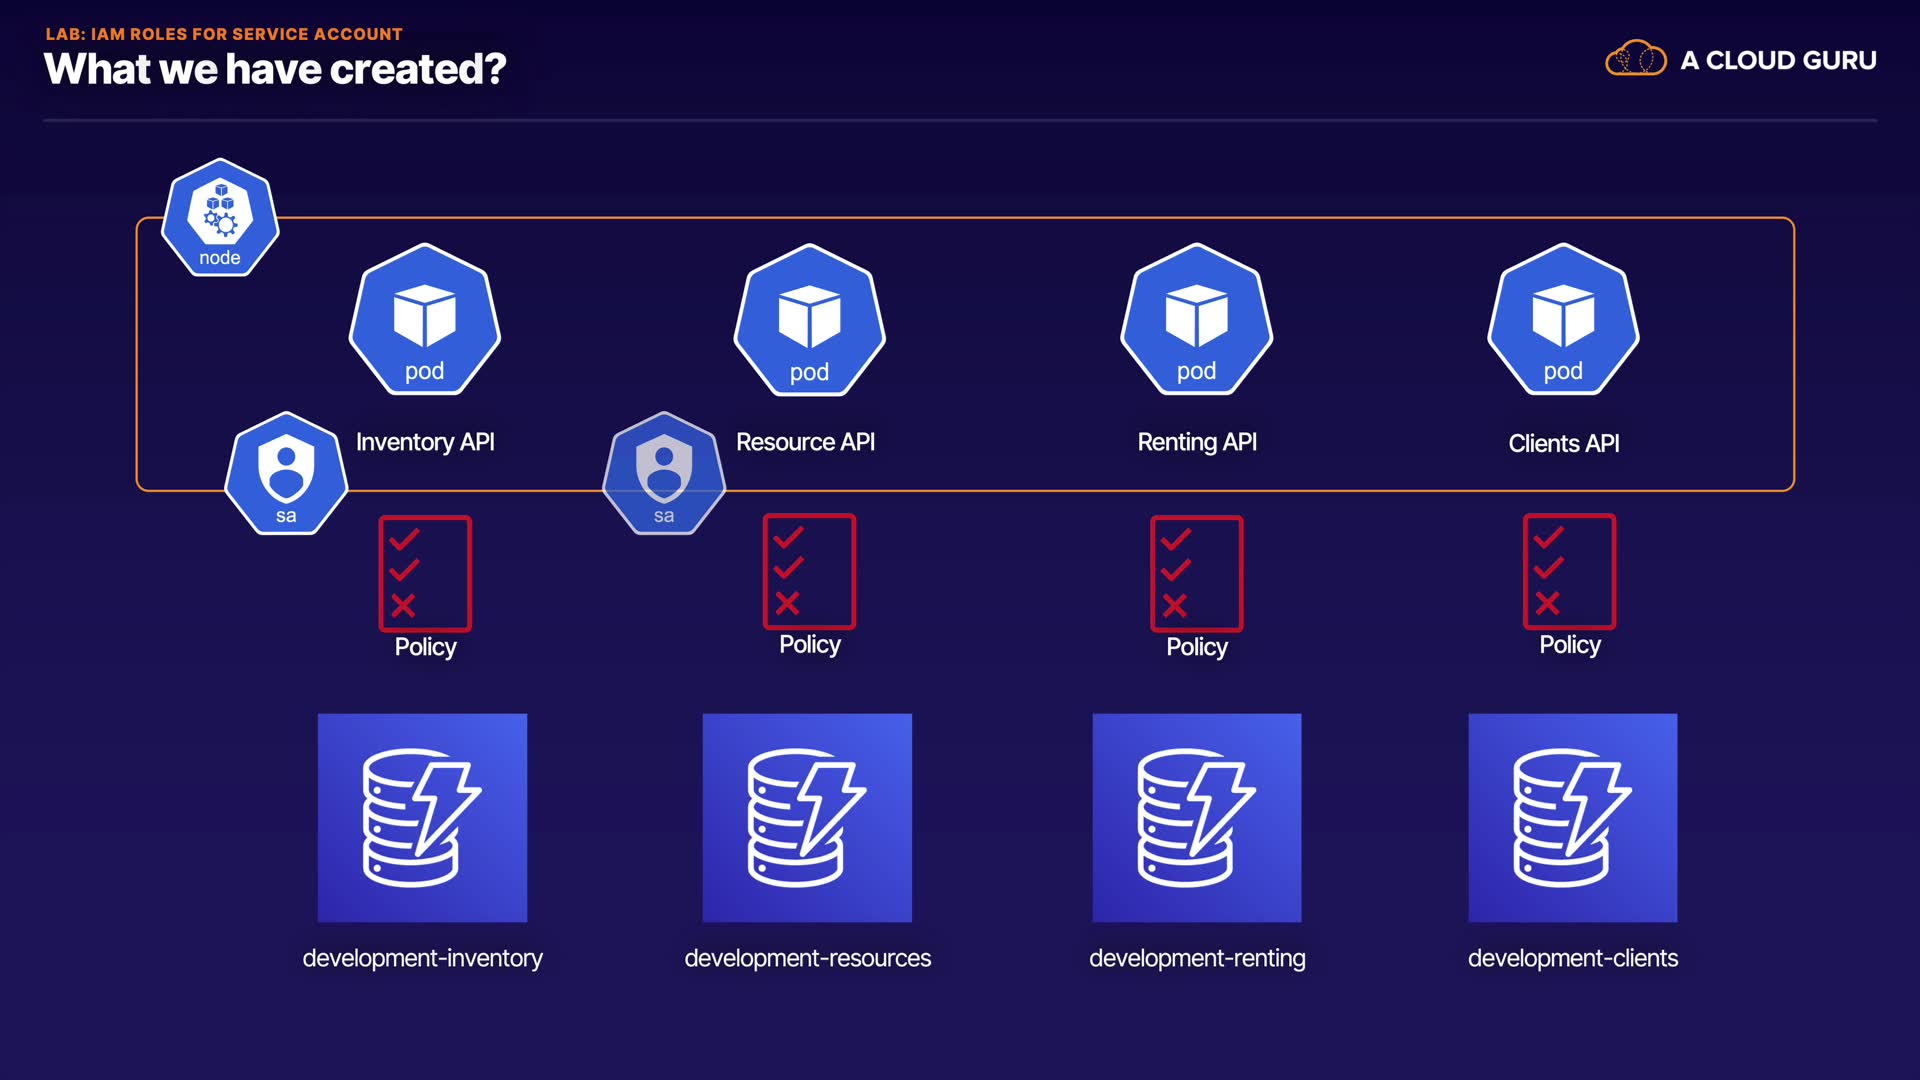 LAB: IAM ROLES FOR SERVICE ACCOUNT
What we have created?
A CLOUD GURU
node
pod
pod
pod
pod
Inventory API
Resource API
Renting API
Clients API
sa
sa
Policy
Policy
Policy
Policy
development-inventory
development-resources
development-renting
development-clients